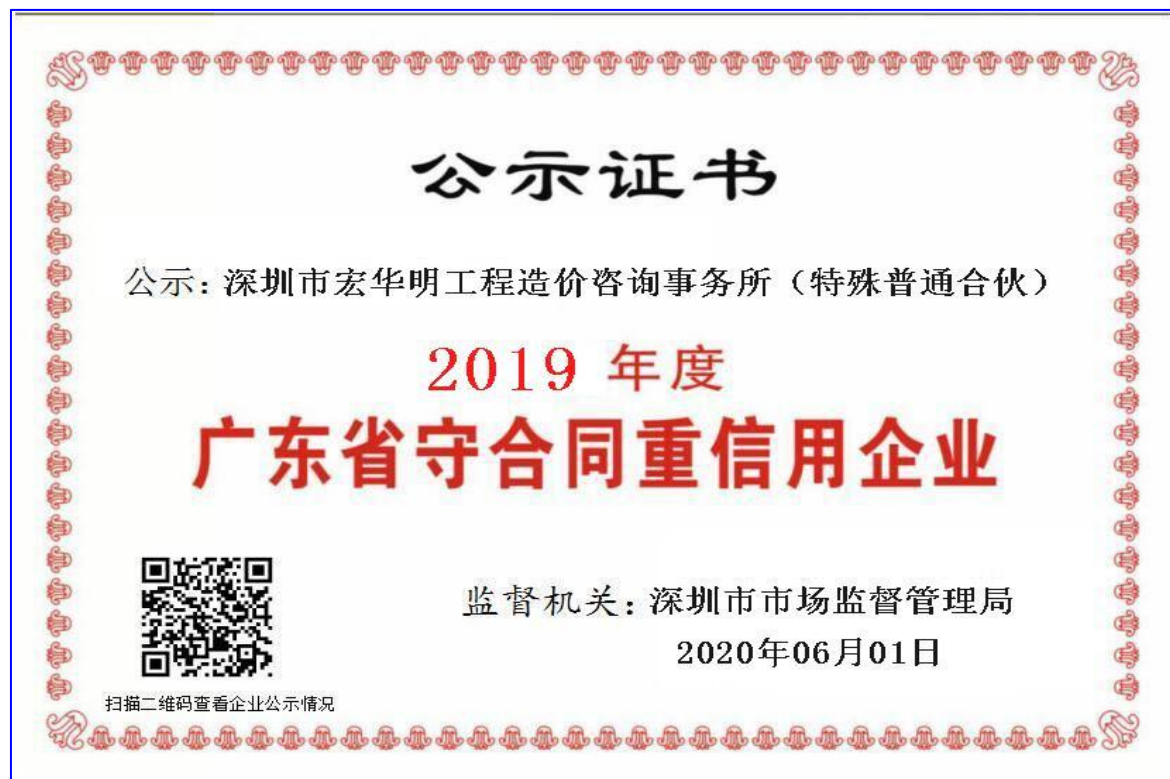 公示证书
公示：深圳市宏华明工程造价咨询事务所（特殊普通合伙）
2019 年度
广东省守合同重信用企业
监督机关：深圳市市场监督管理局
2020年06月01日
扫描二维码查看企业公示情况